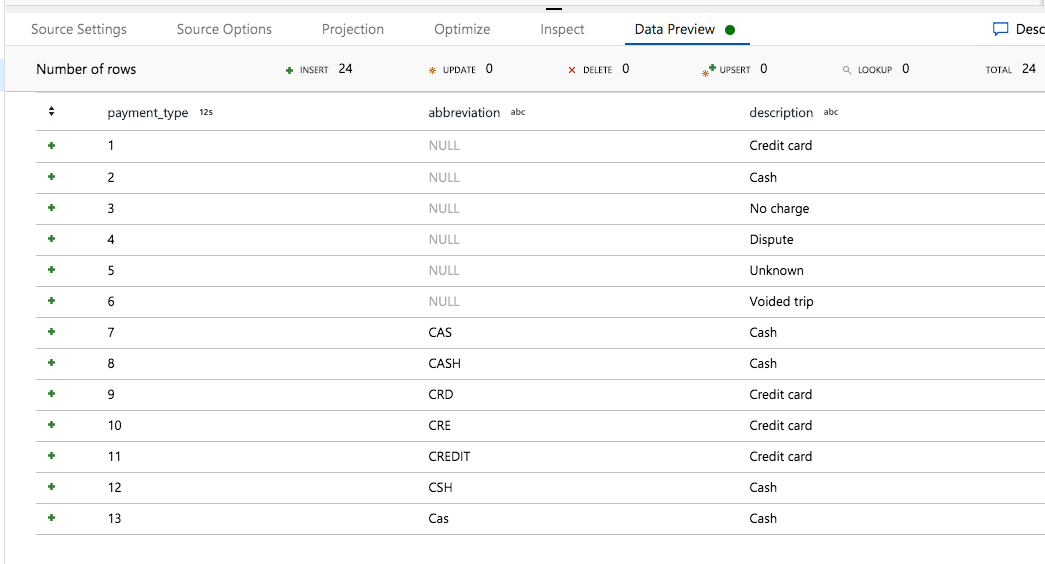 Source Settings Source Options Projection Optimize Inspect Data Preview Desc
Number of rows INSERT 24 UPDATE 0 DELETE 0 UPSERT 0 LOOKUP 0 TOTAL 24
payment_type 12s abbreviation abc description abc
1 NULL Credit card
2 NULL Cash
3 NULL No charge
4 NULL Dispute
5 NULL Unknown
6 NULL Voided trip
7 CAS Cash
8 CASH Cash
9 CRD Credit card
10 CRE Credit card
11 CREDIT Credit card
12 CSH Cash
13 Cas Cash